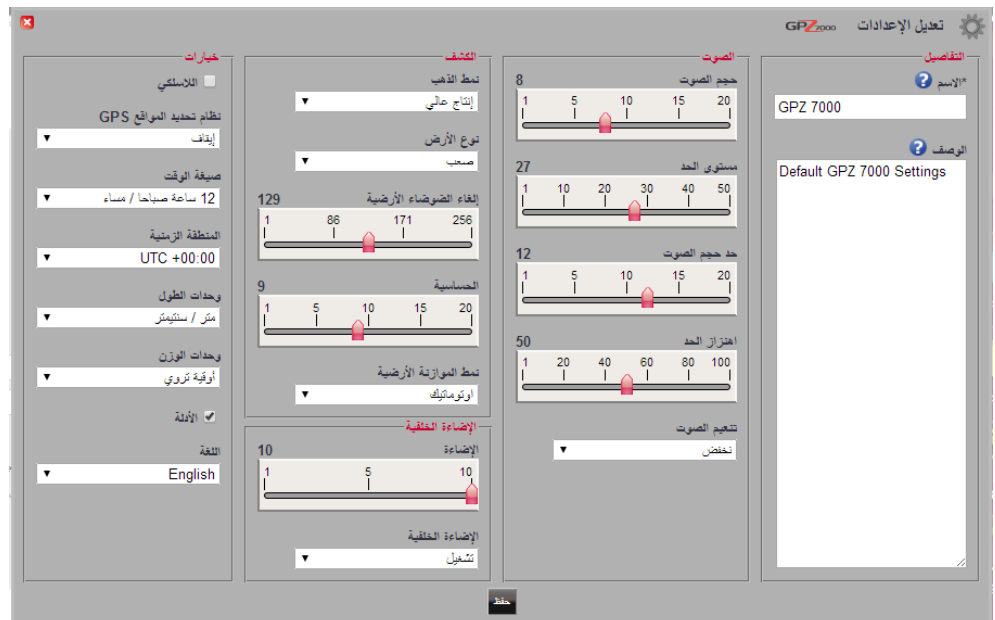 تعديل الإعدادات GPZ7000
التفاصيل
*الاسم ?
GPZ 7000
الوصف ?
Default GPZ 7000 Settings
الصوت
حجم الصوت 8
1 5 10 15 20
مستوى الحد 27
1 10 20 30 40 50
حد حجم الصوت 12
1 5 10 15 20
اهتزاز الحد 50
1 20 40 60 80 100
تنعيم الصوت
نخفض
الكشف
نمط الذهب
إنتاج عالي
نوع الأرض
صعب
إلغاء الضوضاء الأرضية 129
1 86 171 256
الحساسية 9
1 5 10 15 20
نمط الموازنة الأرضية
اوتوماتيك
الإضاءة الخلفية
الإضاءة 10
1 5 10
الإضاءة الخلفية
تشغيل
خيارات
اللاسلكي
نظام تحديد المواقع GPS
إيقاف
صيغة الوقت
12 ساعة صباحا / مساء
المنطقة الزمنية
UTC +00:00
وحدات الطول
متر / سنتيمتر
وحدات الوزن
أوقية تروي
الأدلة
اللغة
English
حفظ